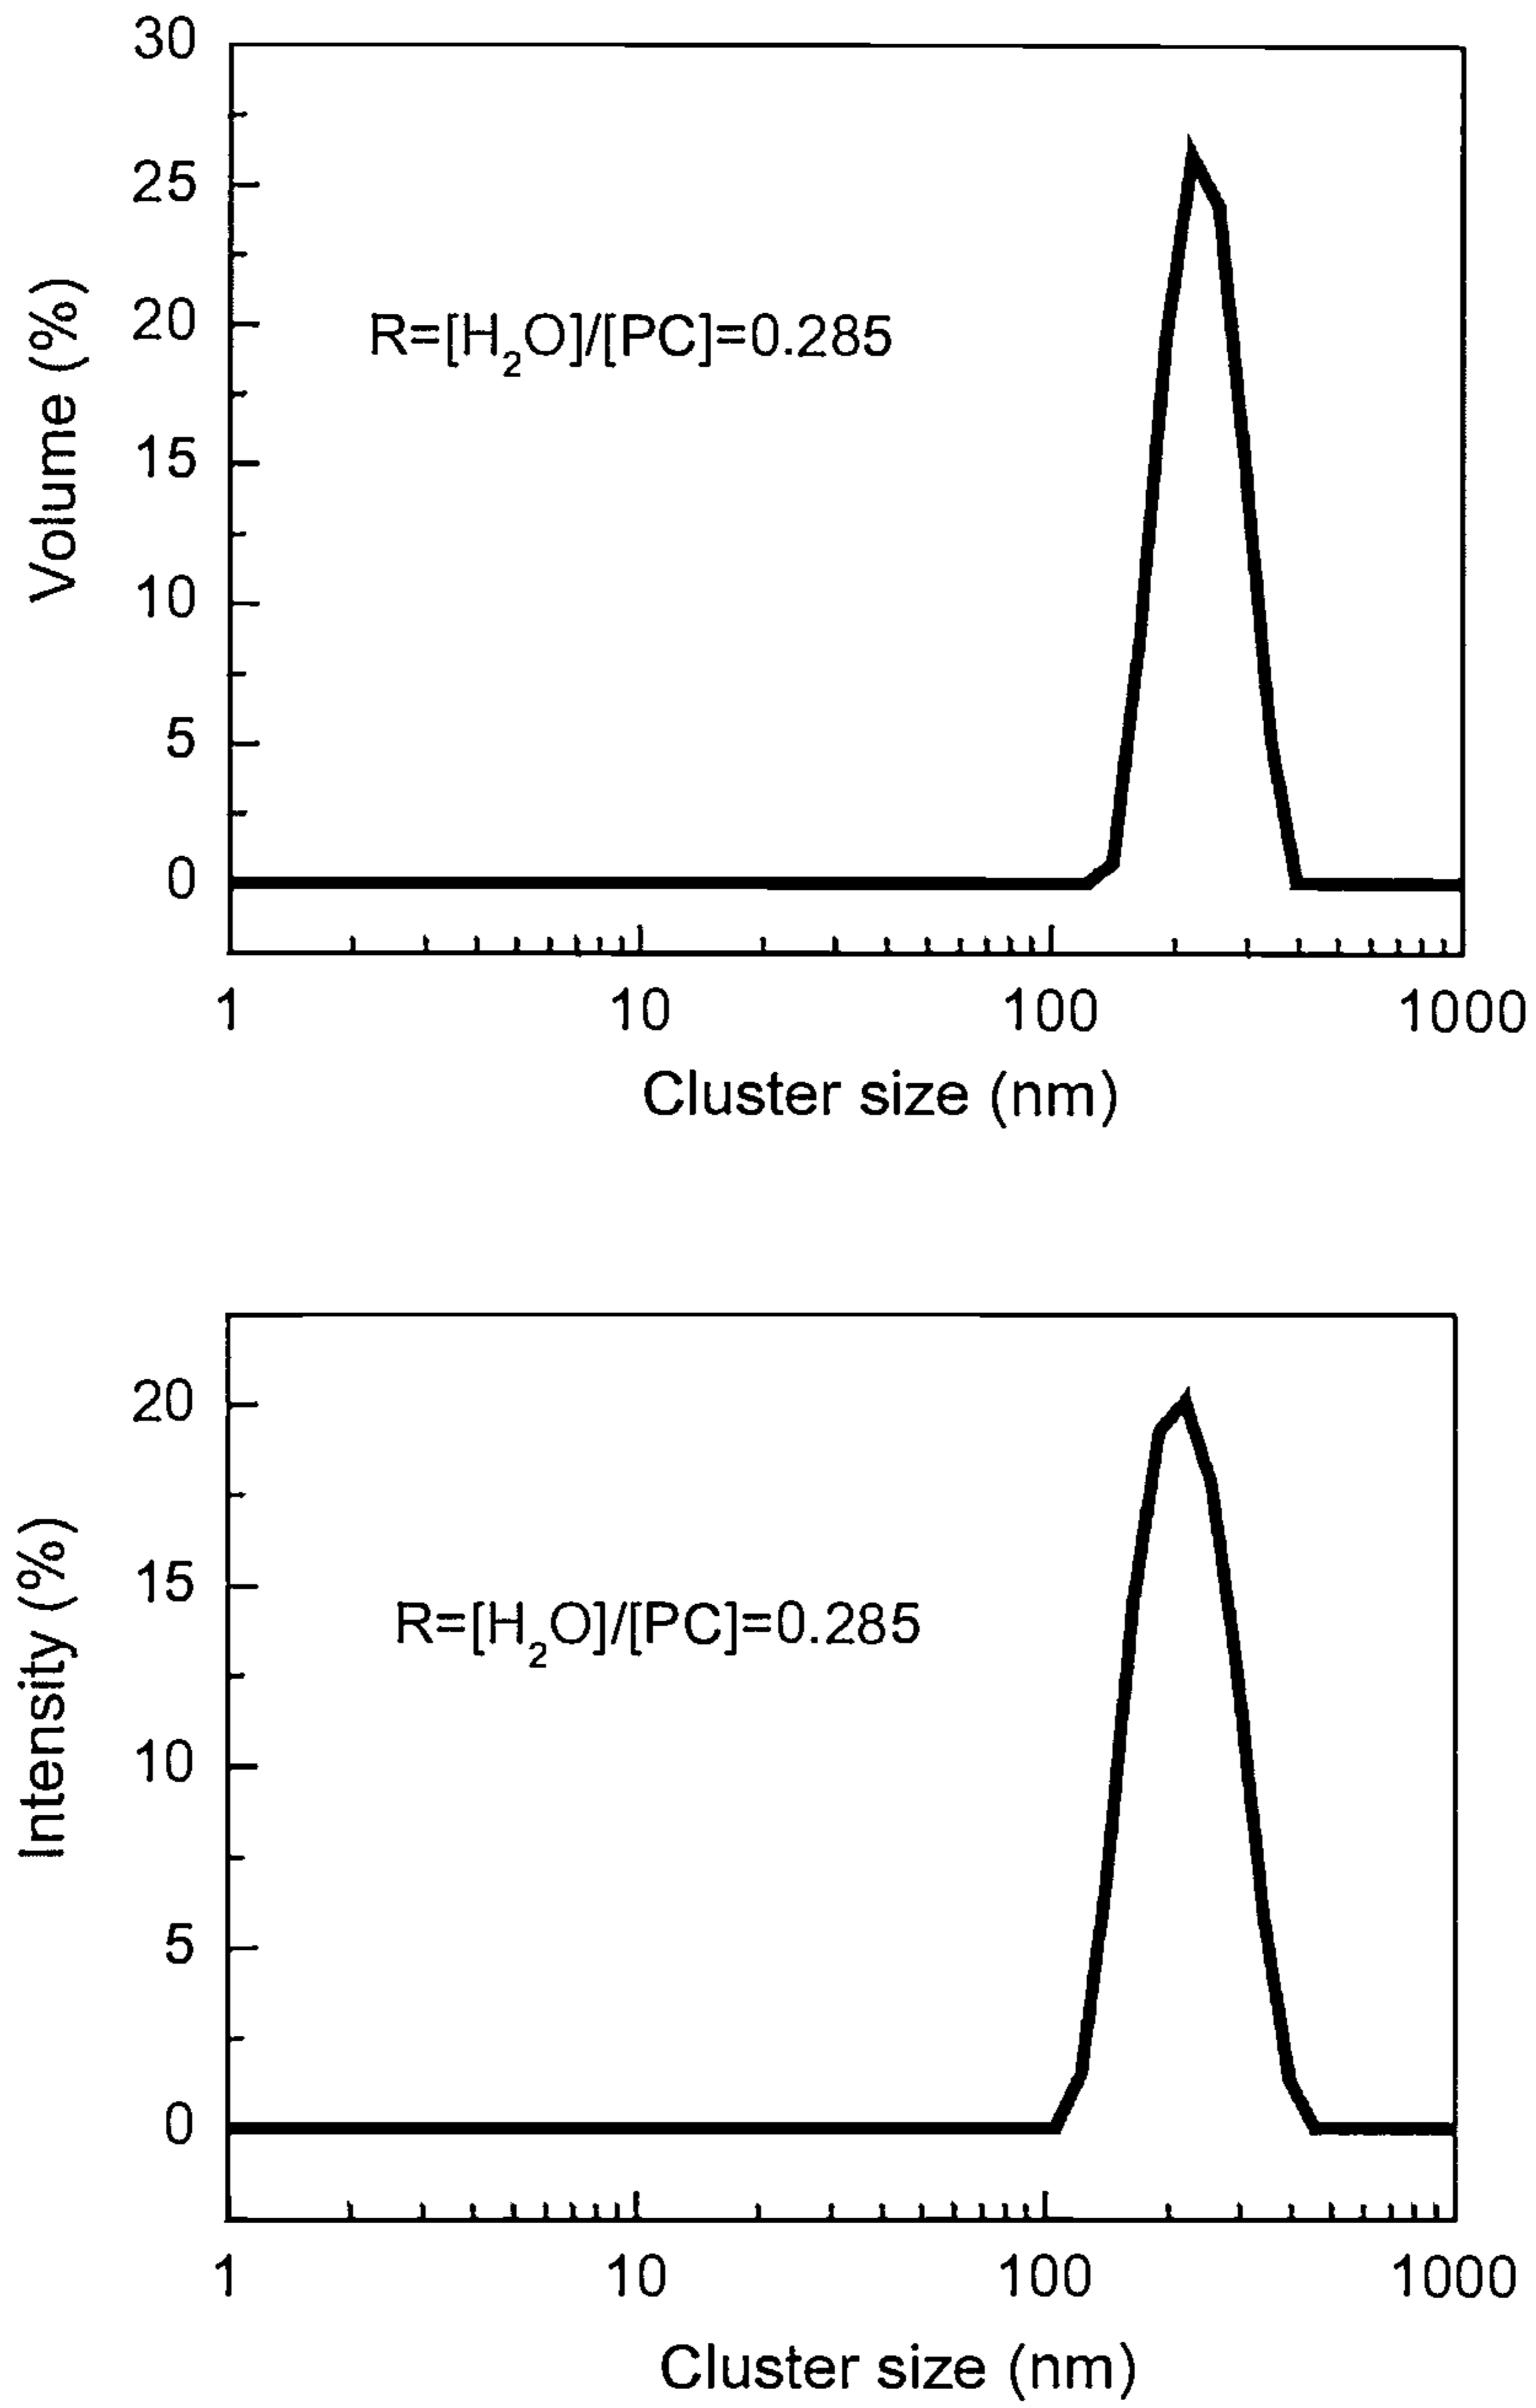 30
25
20
15
10
5
0
Volume (%)
R=[H₂O]/[PC]=0.285
1 10 100 1000
Cluster size (nm)
20
15
10
5
0
Intensity (%)
R=[H₂O]/[PC]=0.285
1 10 100 1000
Cluster size (nm)